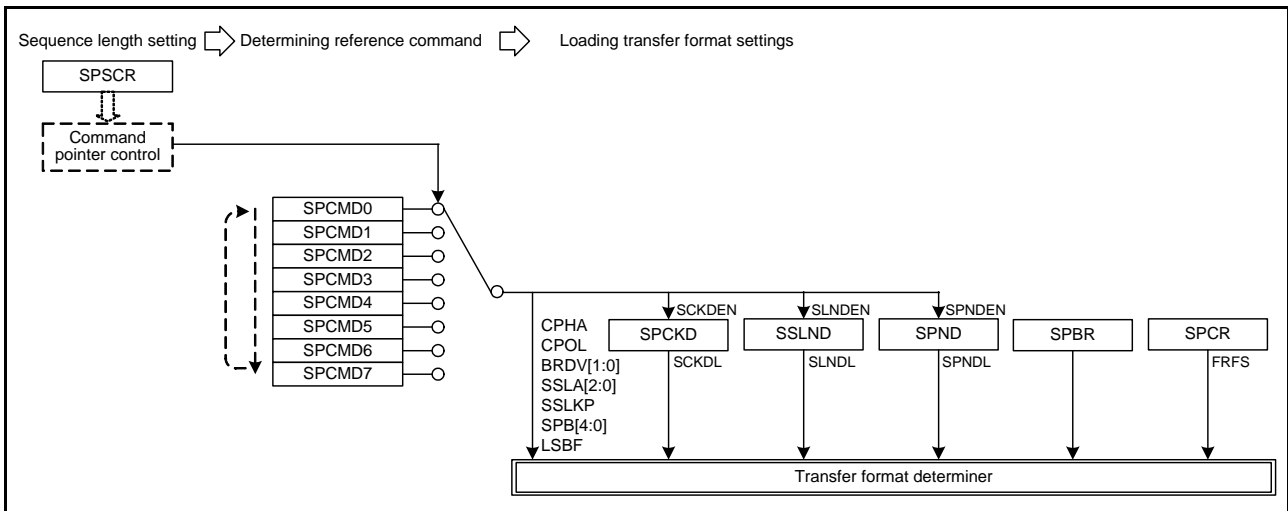 Sequence length setting
Determining reference command
Loading transfer format settings
SPSCR
Command
pointer control
SPCMD0
SPCMD1
SPCMD2
SPCMD3
SPCMD4
SPCMD5
SPCMD6
SPCMD7
CPHA
CPOL
BRDV[1:0]
SSLA[2:0]
SSLKP
SPB[4:0]
LSBF
SCKDEN
SPCKD
SCKDL
SLNDEN
SSLND
SLNDL
SPNDEN
SPND
SPNDL
SPBR
SPCR
FRFS
Transfer format determiner